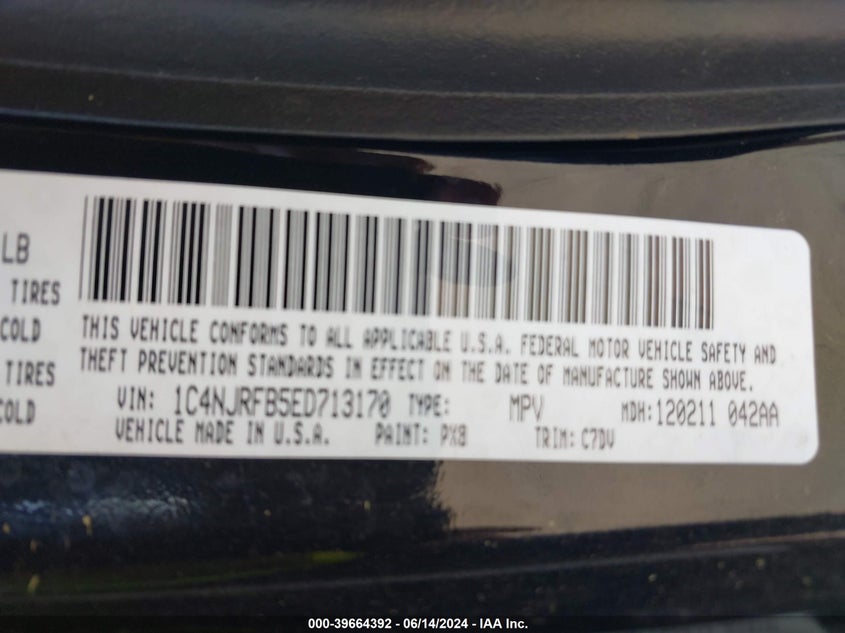 LB
TIRES
COLD
TIRES
COLD
THIS VEHICLE CONFORMS TO ALL APPLICABLE U.S.A. FEDERAL MOTOR VEHICLE SAFETY AND
THEFT PREVENTION STANDARDS IN EFFECT ON THE DATE OF MANUFACTURE SHOWN ABOVE.
VIN: 1C4NJRFB5ED713170 TYPE: MPV MDH:120211 042AA
VEHICLE MADE IN U.S.A. PAINT: PX8 TRIM: C7DV
000-39664392 - 06/14/2024 - IAA Inc.